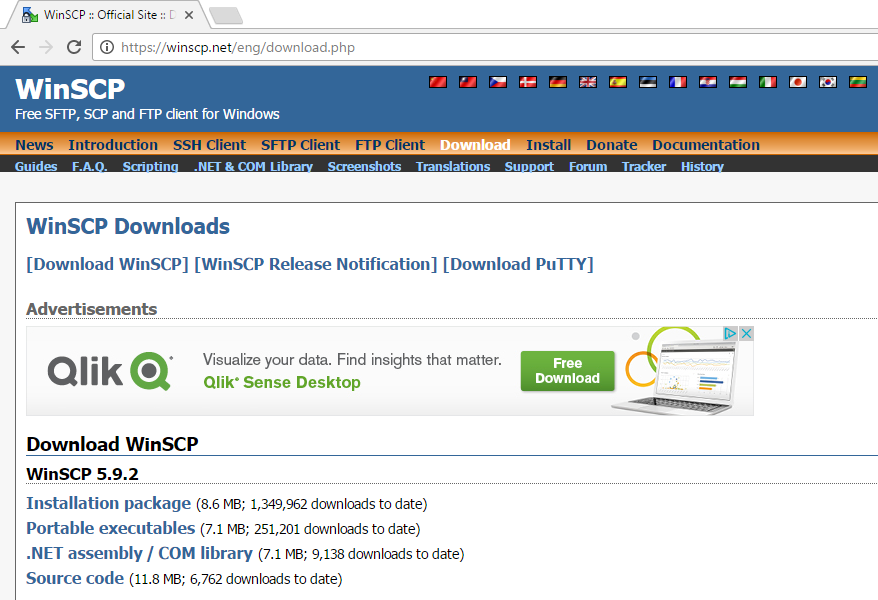 WinSCP :: Official Site :: D
https://winscp.net/eng/download.php
WinSCP
Free SFTP, SCP and FTP client for Windows
News Introduction SSH Client SFTP Client FTP Client Download Install Donate Documentation
Guides F.A.Q. Scripting .NET & COM Library Screenshots Translations Support Forum Tracker History
WinSCP Downloads
[Download WinSCP] [WinSCP Release Notification] [Download PuTTY]
Advertisements
Qlik
Visualize your data. Find insights that matter.
Qlik® Sense Desktop
Free
Download
Download WinSCP
WinSCP 5.9.2
Installation package (8.6 MB; 1,349,962 downloads to date)
Portable executables (7.1 MB; 251,201 downloads to date)
.NET assembly / COM library (7.1 MB; 9,138 downloads to date)
Source code (11.8 MB; 6,762 downloads to date)